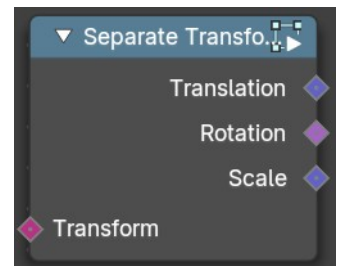 Separate Transfo...
Translation
Rotation
Scale
Transform